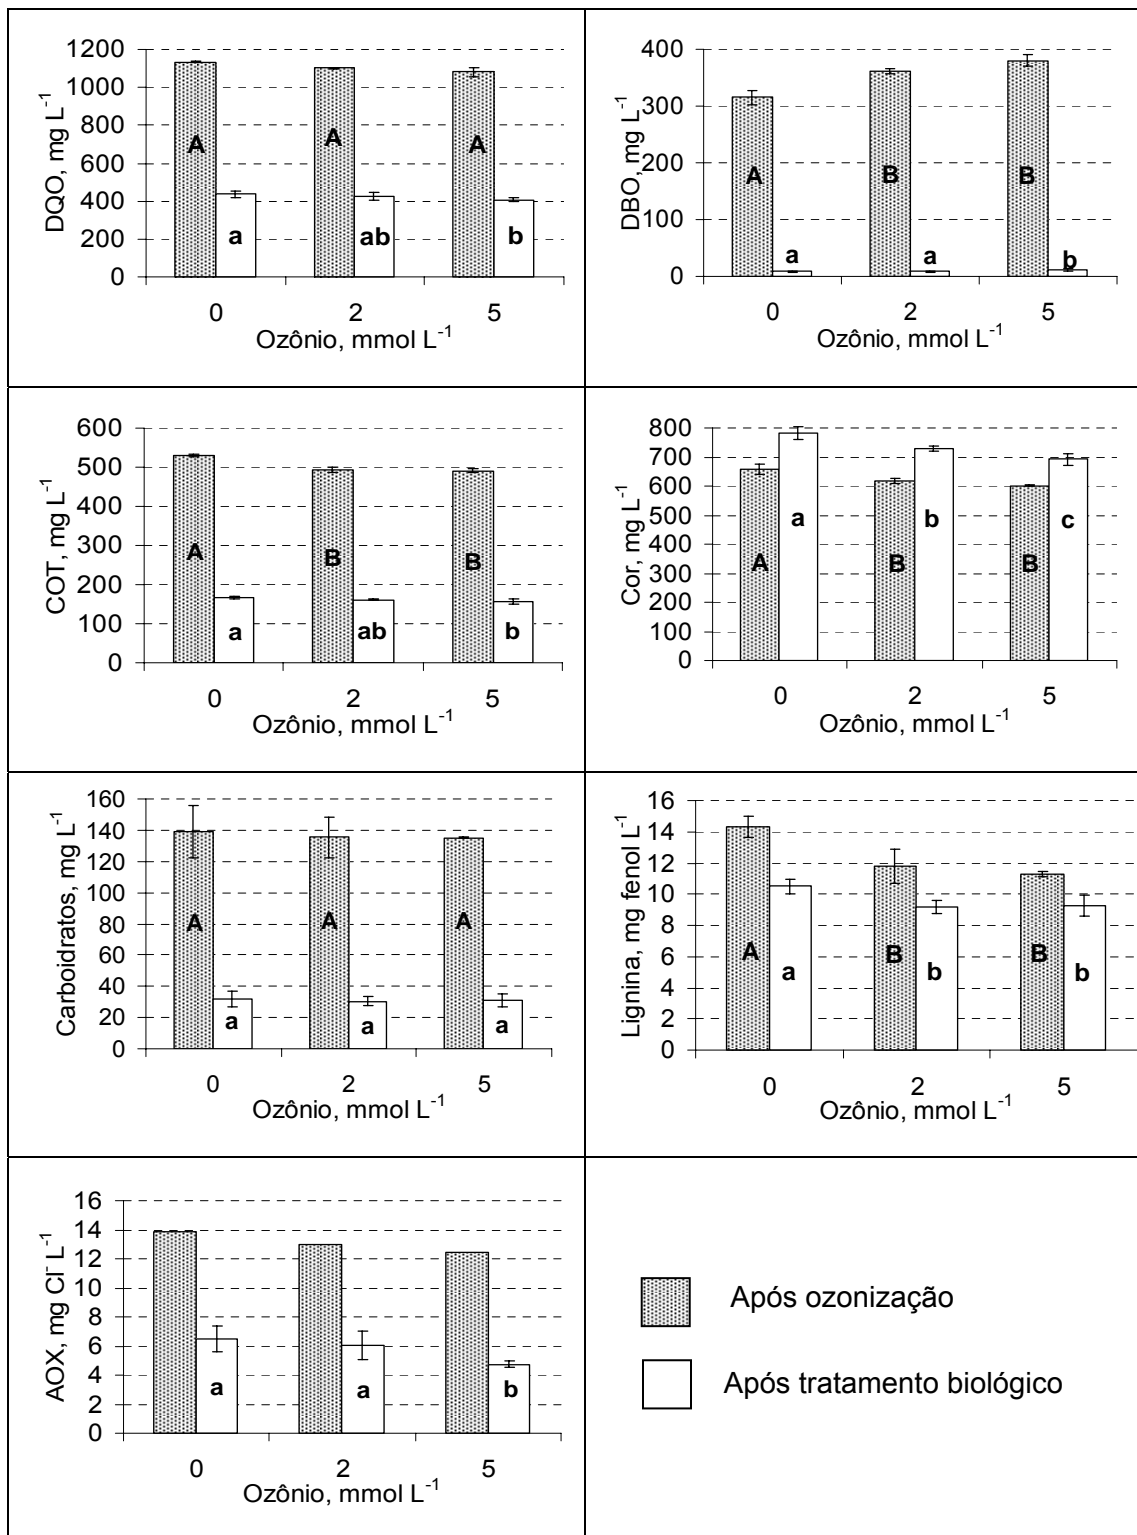 DQO, mg L-1
1200
1000
800
600
400
200
0
A
A
A
a
ab
b
0 2 5
Ozônio, mmol L-1
DBO, mg L-1
400
300
200
100
0
A
B
B
a
a
b
0 2 5
Ozônio, mmol L-1
COT, mg L-1
600
500
400
300
200
100
0
A
B
B
a
ab
b
0 2 5
Ozônio, mmol L-1
Cor, mg L-1
800
700
600
500
400
300
200
100
0
A
B
B
a
b
c
0 2 5
Ozônio, mmol L-1
Carboidratos, mg L-1
160
140
120
100
80
60
40
20
0
A
A
A
a
a
a
0 2 5
Ozônio, mmol L-1
Lignina, mg fenol L-1
16
14
12
10
8
6
4
2
0
A
B
B
a
b
b
0 2 5
Ozônio, mmol L-1
AOX, mg Cl- L-1
16
14
12
10
8
6
4
2
0
a
a
b
0 2 5
Ozônio, mmol L-1
Após ozonização
Após tratamento biológico